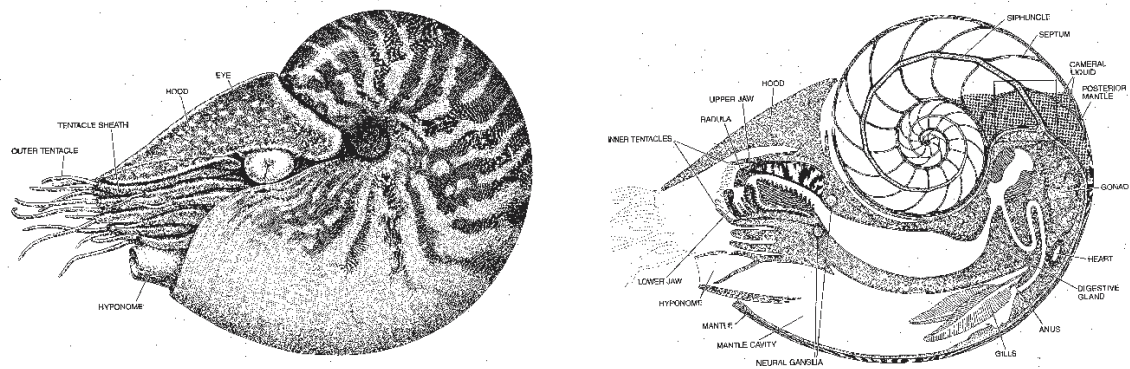 EYE
HOOD
TENTACLE SHEATH
OUTER TENTACLE
HYPONOME
SIPHUNCLE
SEPTUM
CAMERAL
LIQUID
POSTERIOR
MANTLE
HOOD
UPPER JAW
RADULA
INNER TENTACLES
GONAD
HEART
DIGESTIVE
GLAND
ANUS
GILLS
LOWER JAW
HYPONOME
MANTLE
MANTLE CAVITY
NEURAL GANGLIA